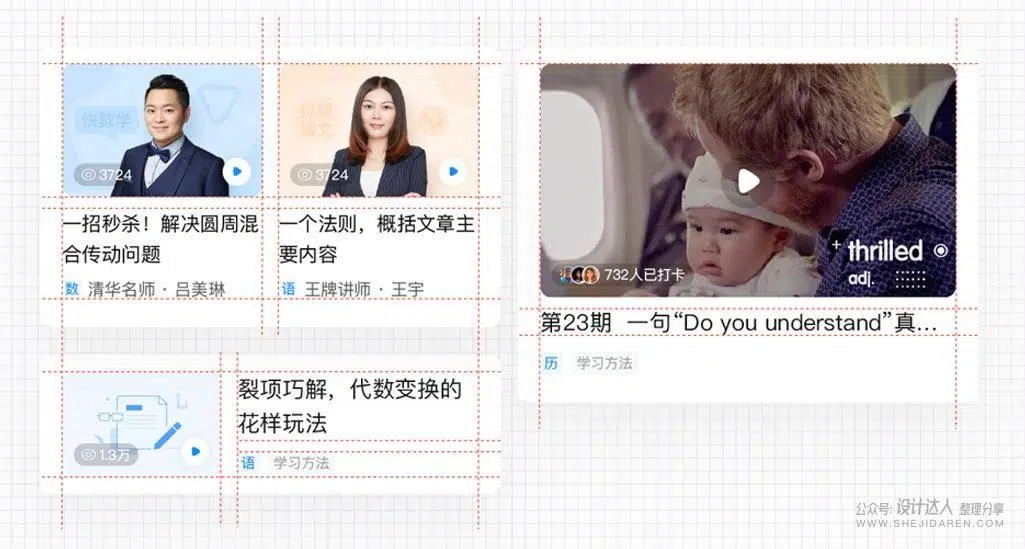 快数学
3724
一招秒杀！解决圆周混
合传动问题
数 清华名师 · 吕美琳
3724
一个法则，概括文章主
要内容
语 王牌讲师 · 王宇
1.3万
裂项巧解，代数变换的
花样玩法
语 学习方法
thrilled
adj.
732人已打卡
第23期 一句“Do you understand”真...
历 学习方法
公众号: 设计达人 整理分享
WWW.SHEJIDAREN.COM